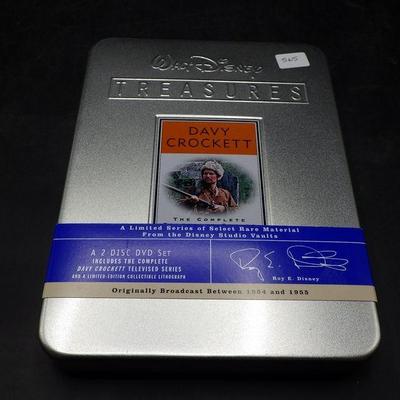 WALT DISNEY
TREASURES
DAVY
CROCKETT
THE COMPLETE
A Limited Series of Select Rare Material
From the Disney Studio Vaults
A 2 DISC DVD SET
INCLUDES THE COMPLETE
DAVY CROCKETT TELEVISED SERIES
AND A LIMITED-EDITION COLLECTIBLE LITHOGRAPH
Roy E. Disney
Roy E. Disney
Originally Broadcast Between 1954 and 1955